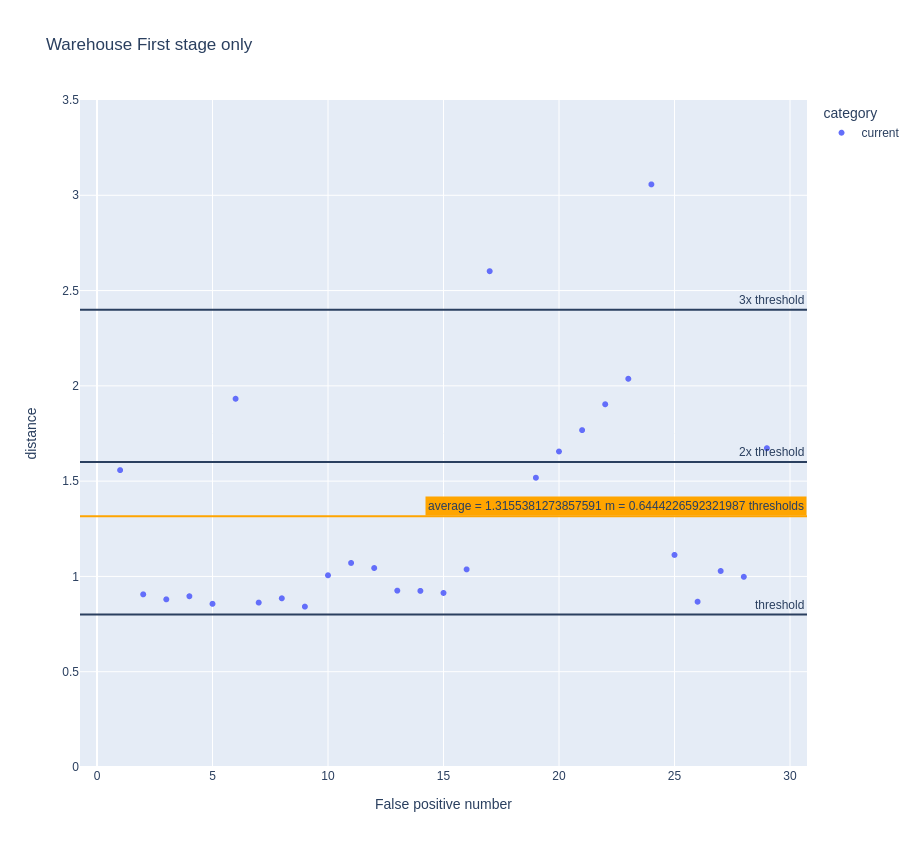 Warehouse First stage only
category
current
3.5
3
2.5
2
1.5
1
0.5
0
3x threshold
2x threshold
average = 1.3155381273857591 m = 0.6444226592321987 thresholds
threshold
distance
0
5
10
15
20
25
30
False positive number